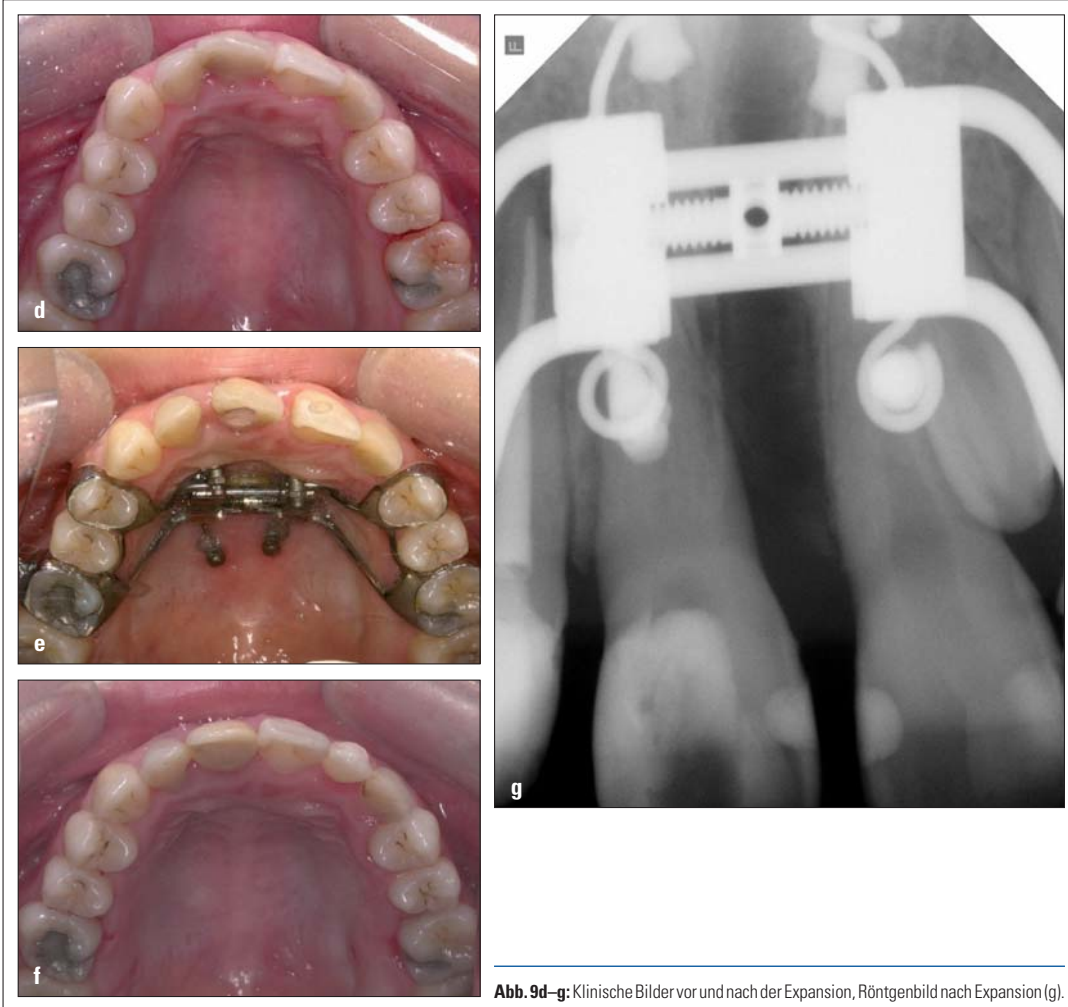 d
e
f
g
Abb. 9d–g: Klinische Bilder vor und nach der Expansion, Röntgenbild nach Expansion (g).